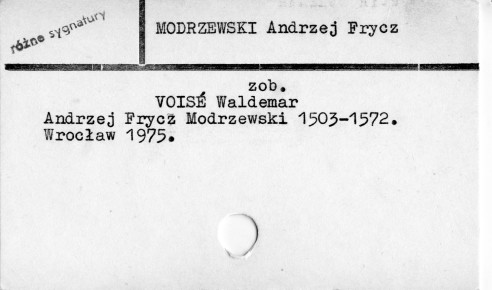 różne sygnatury
MODRZEWSKI Andrzej Frycz
zob.
VOISÉ Waldemar
Andrzej Frycz Modrzewski 1503-1572.
Wrocław 1975.